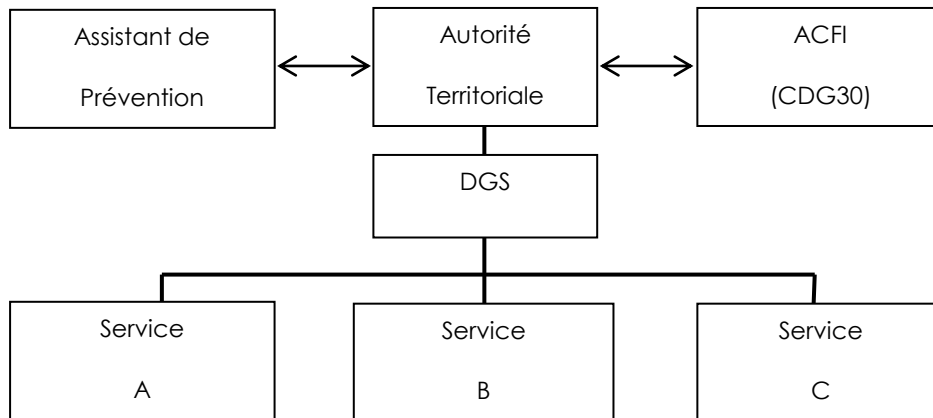 Assistant de
Prévention
Autorité
Territoriale
ACFI
(CDG30)
DGS
Service
A
Service
B
Service
C